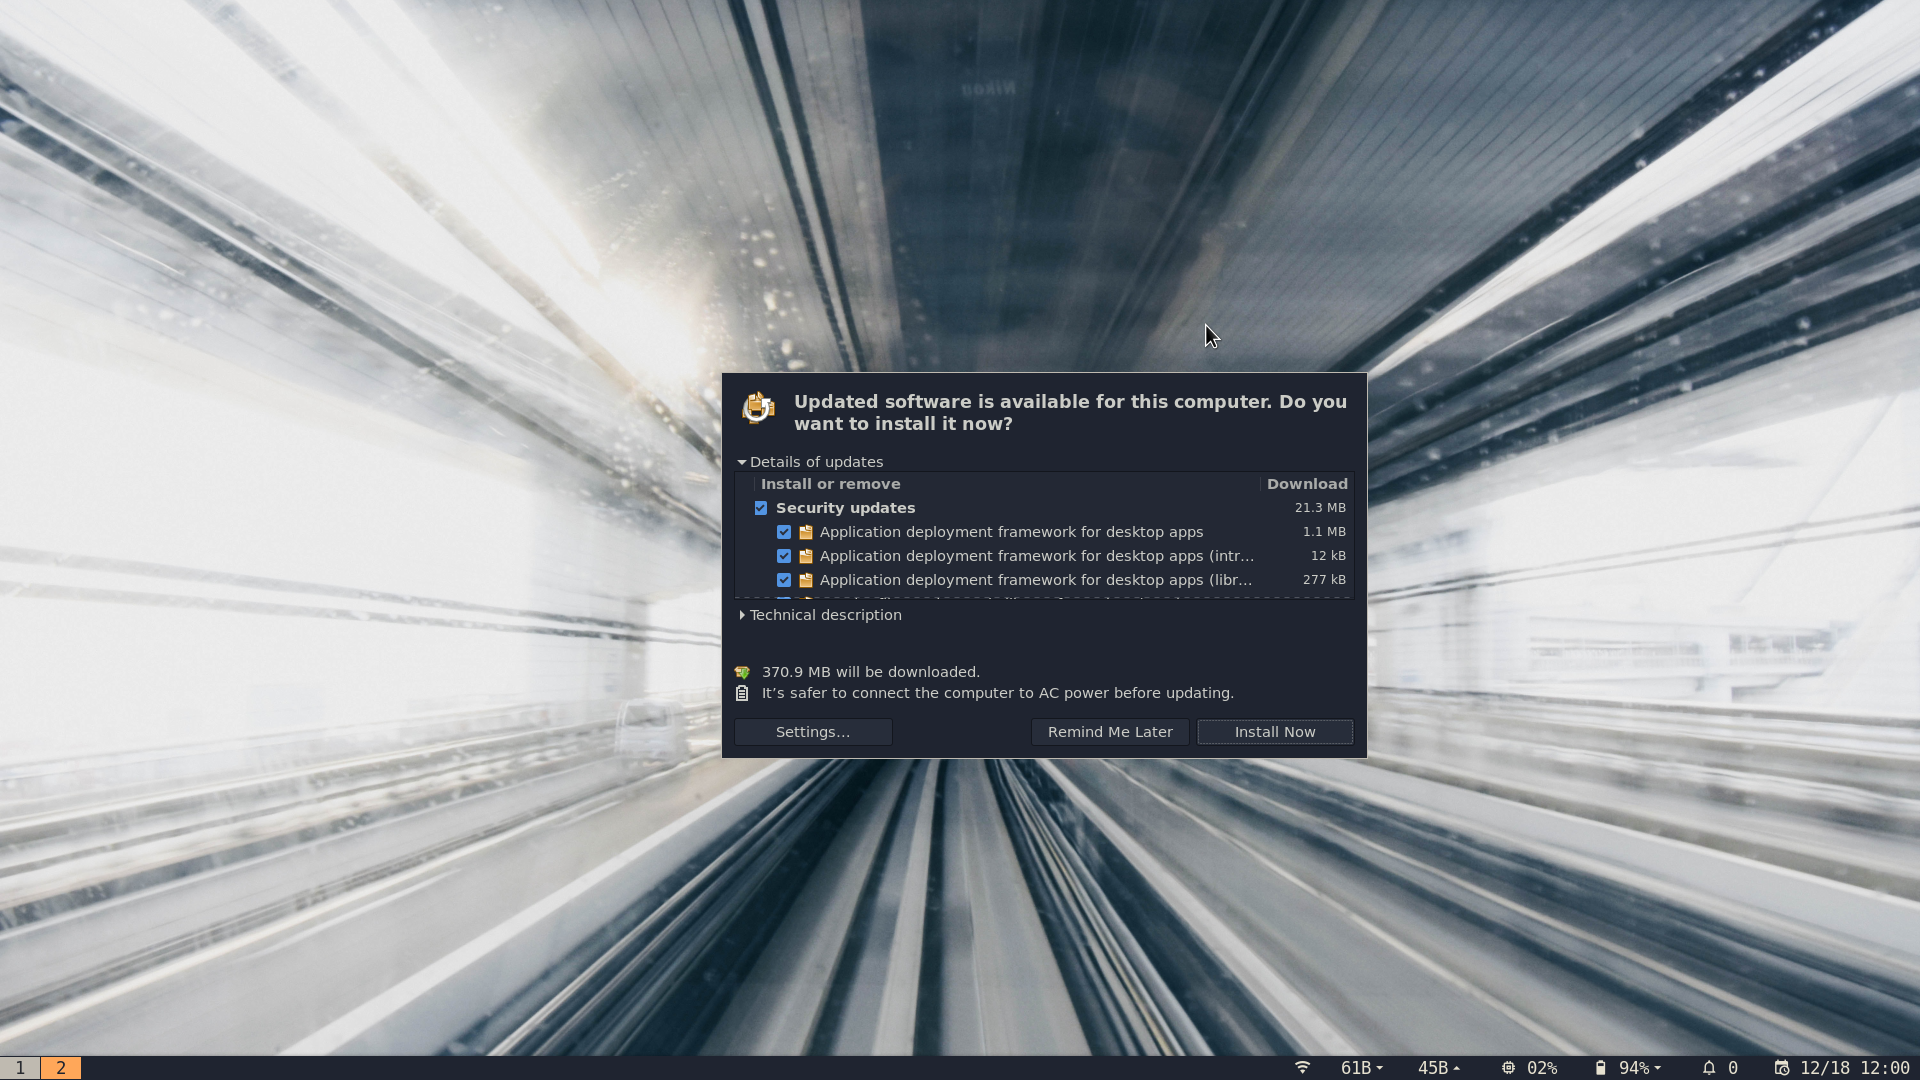 Updated software is available for this computer. Do you
want to install it now?
Details of updates
Install or remove Download
Security updates 21.3 MB
Application deployment framework for desktop apps 1.1 MB
Application deployment framework for desktop apps (intr… 12 kB
Application deployment framework for desktop apps (libr… 277 kB
Technical description
370.9 MB will be downloaded.
It’s safer to connect the computer to AC power before updating.
Settings… Remind Me Later Install Now
1 2 61B 45B 02% 94% 0 12/18 12:00